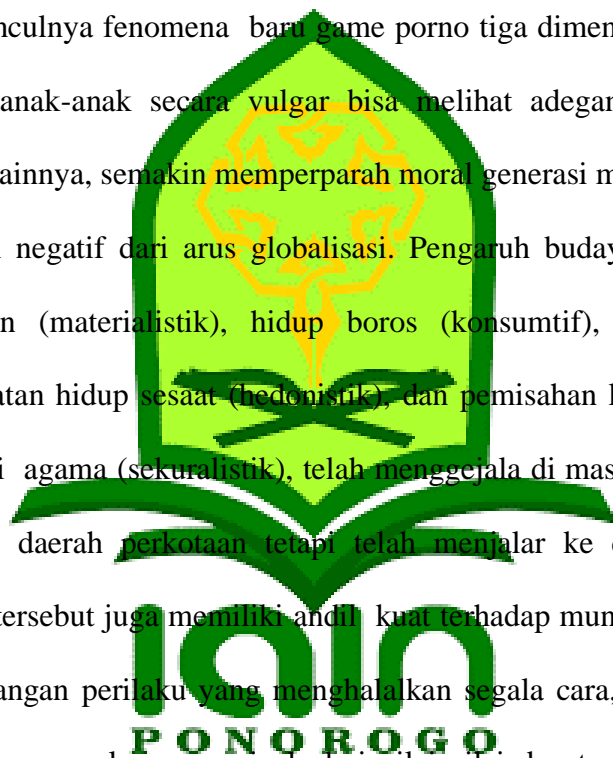 nculnya fenomena baru game porno tiga dimen
anak-anak secara vulgar bisa melihat adegan
ainnya, semakin memperparah moral generasi m
negatif dari arus globalisasi. Pengaruh buday
n (materialistik), hidup boros (konsumtif),
atan hidup sesaat (hedonistik), dan pemisahan
i agama (sekuralistik), telah menggejala di mas
daerah perkotaan tetapi telah menjalar ke
tersebut juga memiliki andil kuat terhadap mun
angan perilaku yang menghalalkan segala cara,
iain
PONOROGO